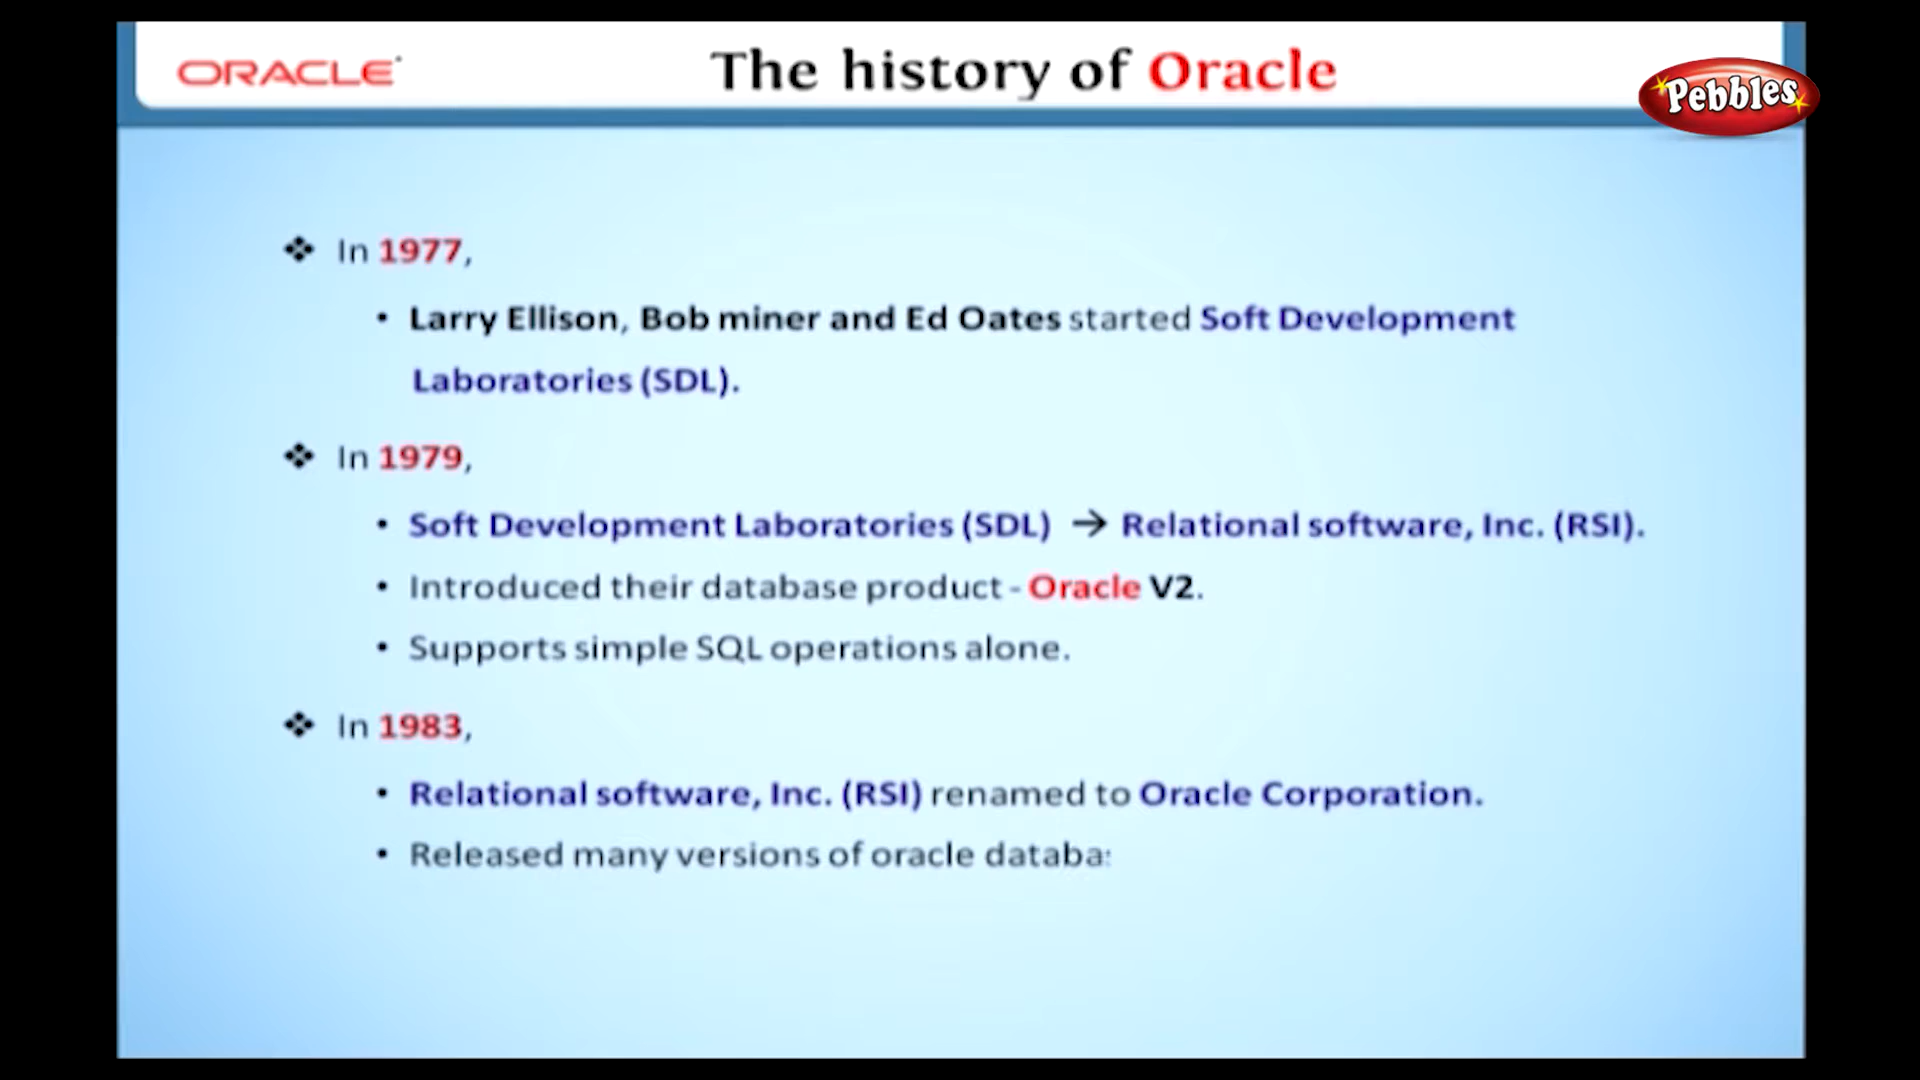 ORACLE
The history of Oracle
Pebbles
❖ In 1977,
• Larry Ellison, Bob miner and Ed Oates started Soft Development
Laboratories (SDL).
❖ In 1979,
• Soft Development Laboratories (SDL) → Relational software, Inc. (RSI).
• Introduced their database product - Oracle V2.
• Supports simple SQL operations alone.
❖ In 1983,
• Relational software, Inc. (RSI) renamed to Oracle Corporation.
• Released many versions of oracle databa